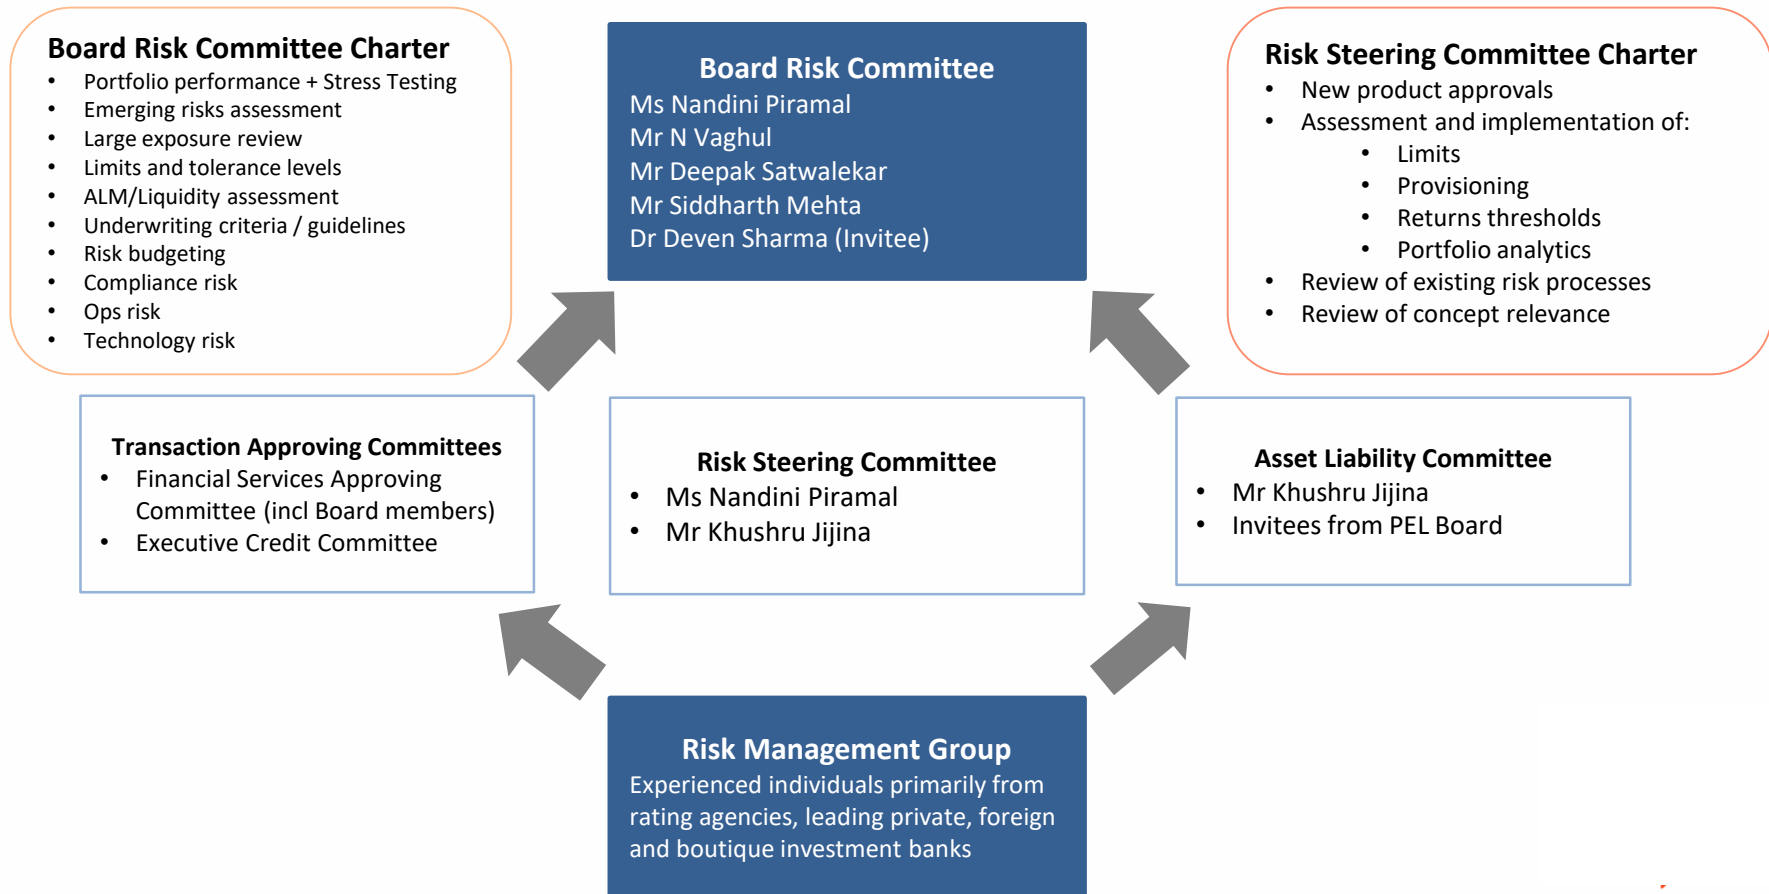 Board Risk Committee Charter
• Portfolio performance + Stress Testing
• Emerging risks assessment
• Large exposure review
• Limits and tolerance levels
• ALM/Liquidity assessment
• Underwriting criteria / guidelines
• Risk budgeting
• Compliance risk
• Ops risk
• Technology risk
Board Risk Committee
Ms Nandini Piramal
Mr N Vaghul
Mr Deepak Satwalekar
Mr Siddharth Mehta
Dr Deven Sharma (Invitee)
Risk Steering Committee Charter
• New product approvals
• Assessment and implementation of:
• Limits
• Provisioning
• Returns thresholds
• Portfolio analytics
• Review of existing risk processes
• Review of concept relevance
Transaction Approving Committees
• Financial Services Approving
Committee (incl Board members)
• Executive Credit Committee
Risk Steering Committee
• Ms Nandini Piramal
• Mr Khushru Jijina
Asset Liability Committee
• Mr Khushru Jijina
• Invitees from PEL Board
Risk Management Group
Experienced individuals primarily from
rating agencies, leading private, foreign
and boutique investment banks